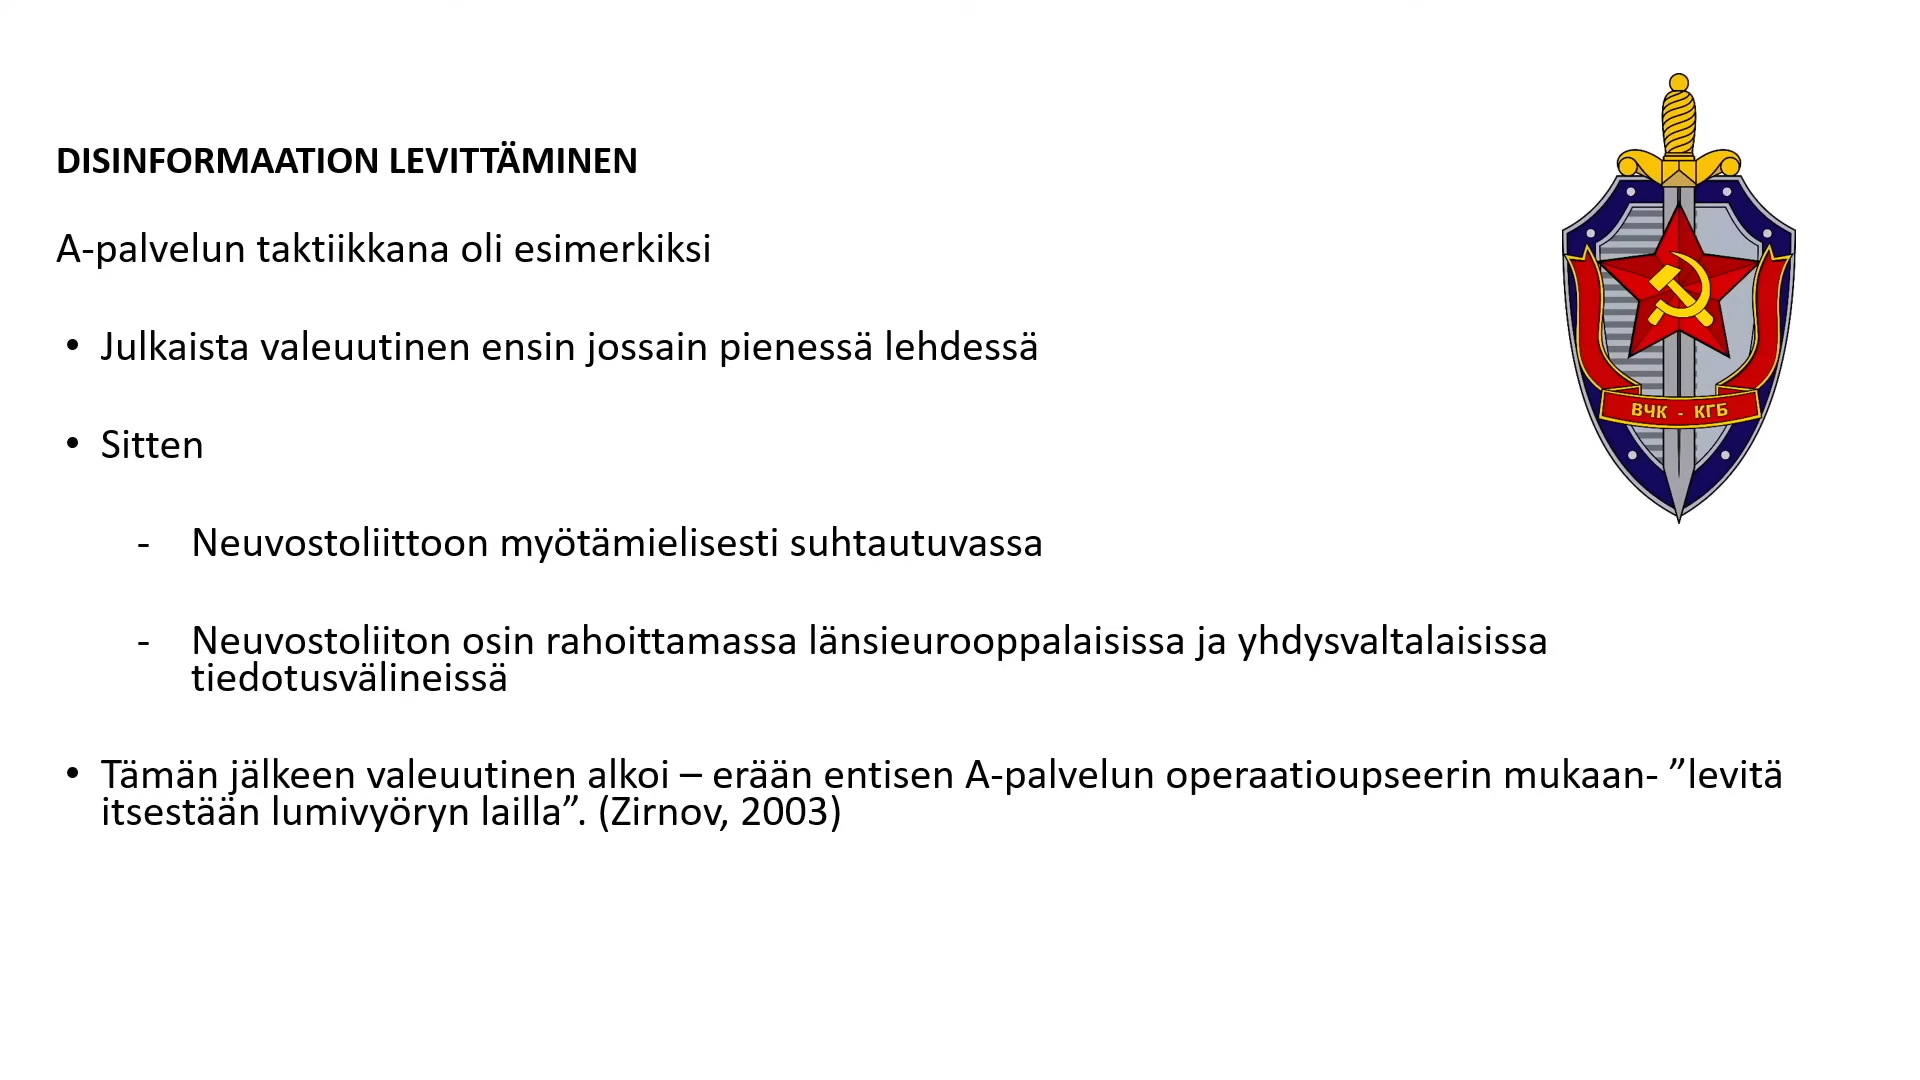 DISINFORMAATION LEVITTÄMINEN
A-palvelun taktiikkana oli esimerkiksi
• Julkaista valeuutinen ensin jossain pienessä lehdessä
• Sitten
- Neuvostoliittoon myötämielisesti suhtautuvassa
- Neuvostoliiton osin rahoittamassa länsieurooppalaisissa ja yhdysvaltalaisissa
tiedotusvälineissä
• Tämän jälkeen valeuutinen alkoi – erään entisen A-palvelun operaatioupseerin mukaan- ”levitä
itsestään lumivyöryn lailla”. (Zirnov, 2003)
ВЧК - КГБ